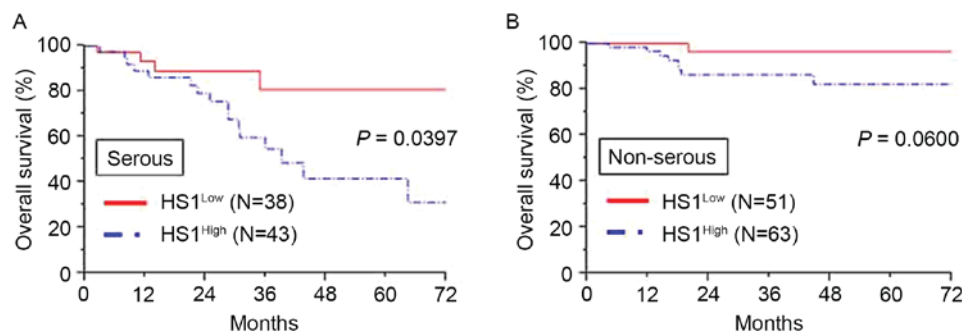 A
Overall survival (%)
100
80
60
40
20
0
P = 0.0397
Serous
HS1Low (N=38)
HS1High (N=43)
0 12 24 36 48 60 72
Months
B
Overall survival (%)
100
80
60
40
20
0
P = 0.0600
Non-serous
HS1Low (N=51)
HS1High (N=63)
0 12 24 36 48 60 72
Months